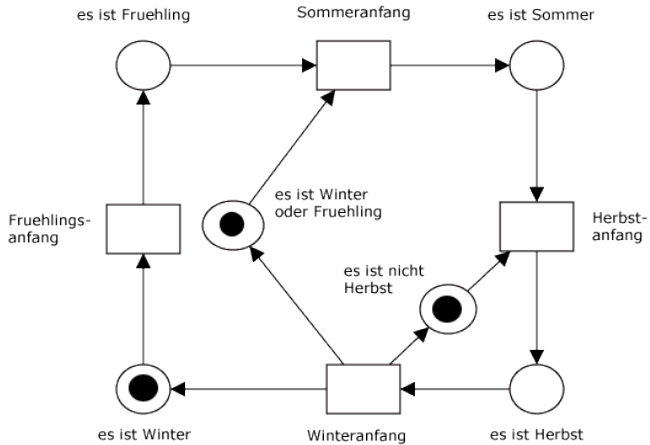 es ist Fruehling
Sommeranfang
es ist Sommer
es ist Winter
oder Fruehling
Fruehlings-
anfang
Herbst-
anfang
es ist nicht
Herbst
es ist Winter
Winteranfang
es ist Herbst